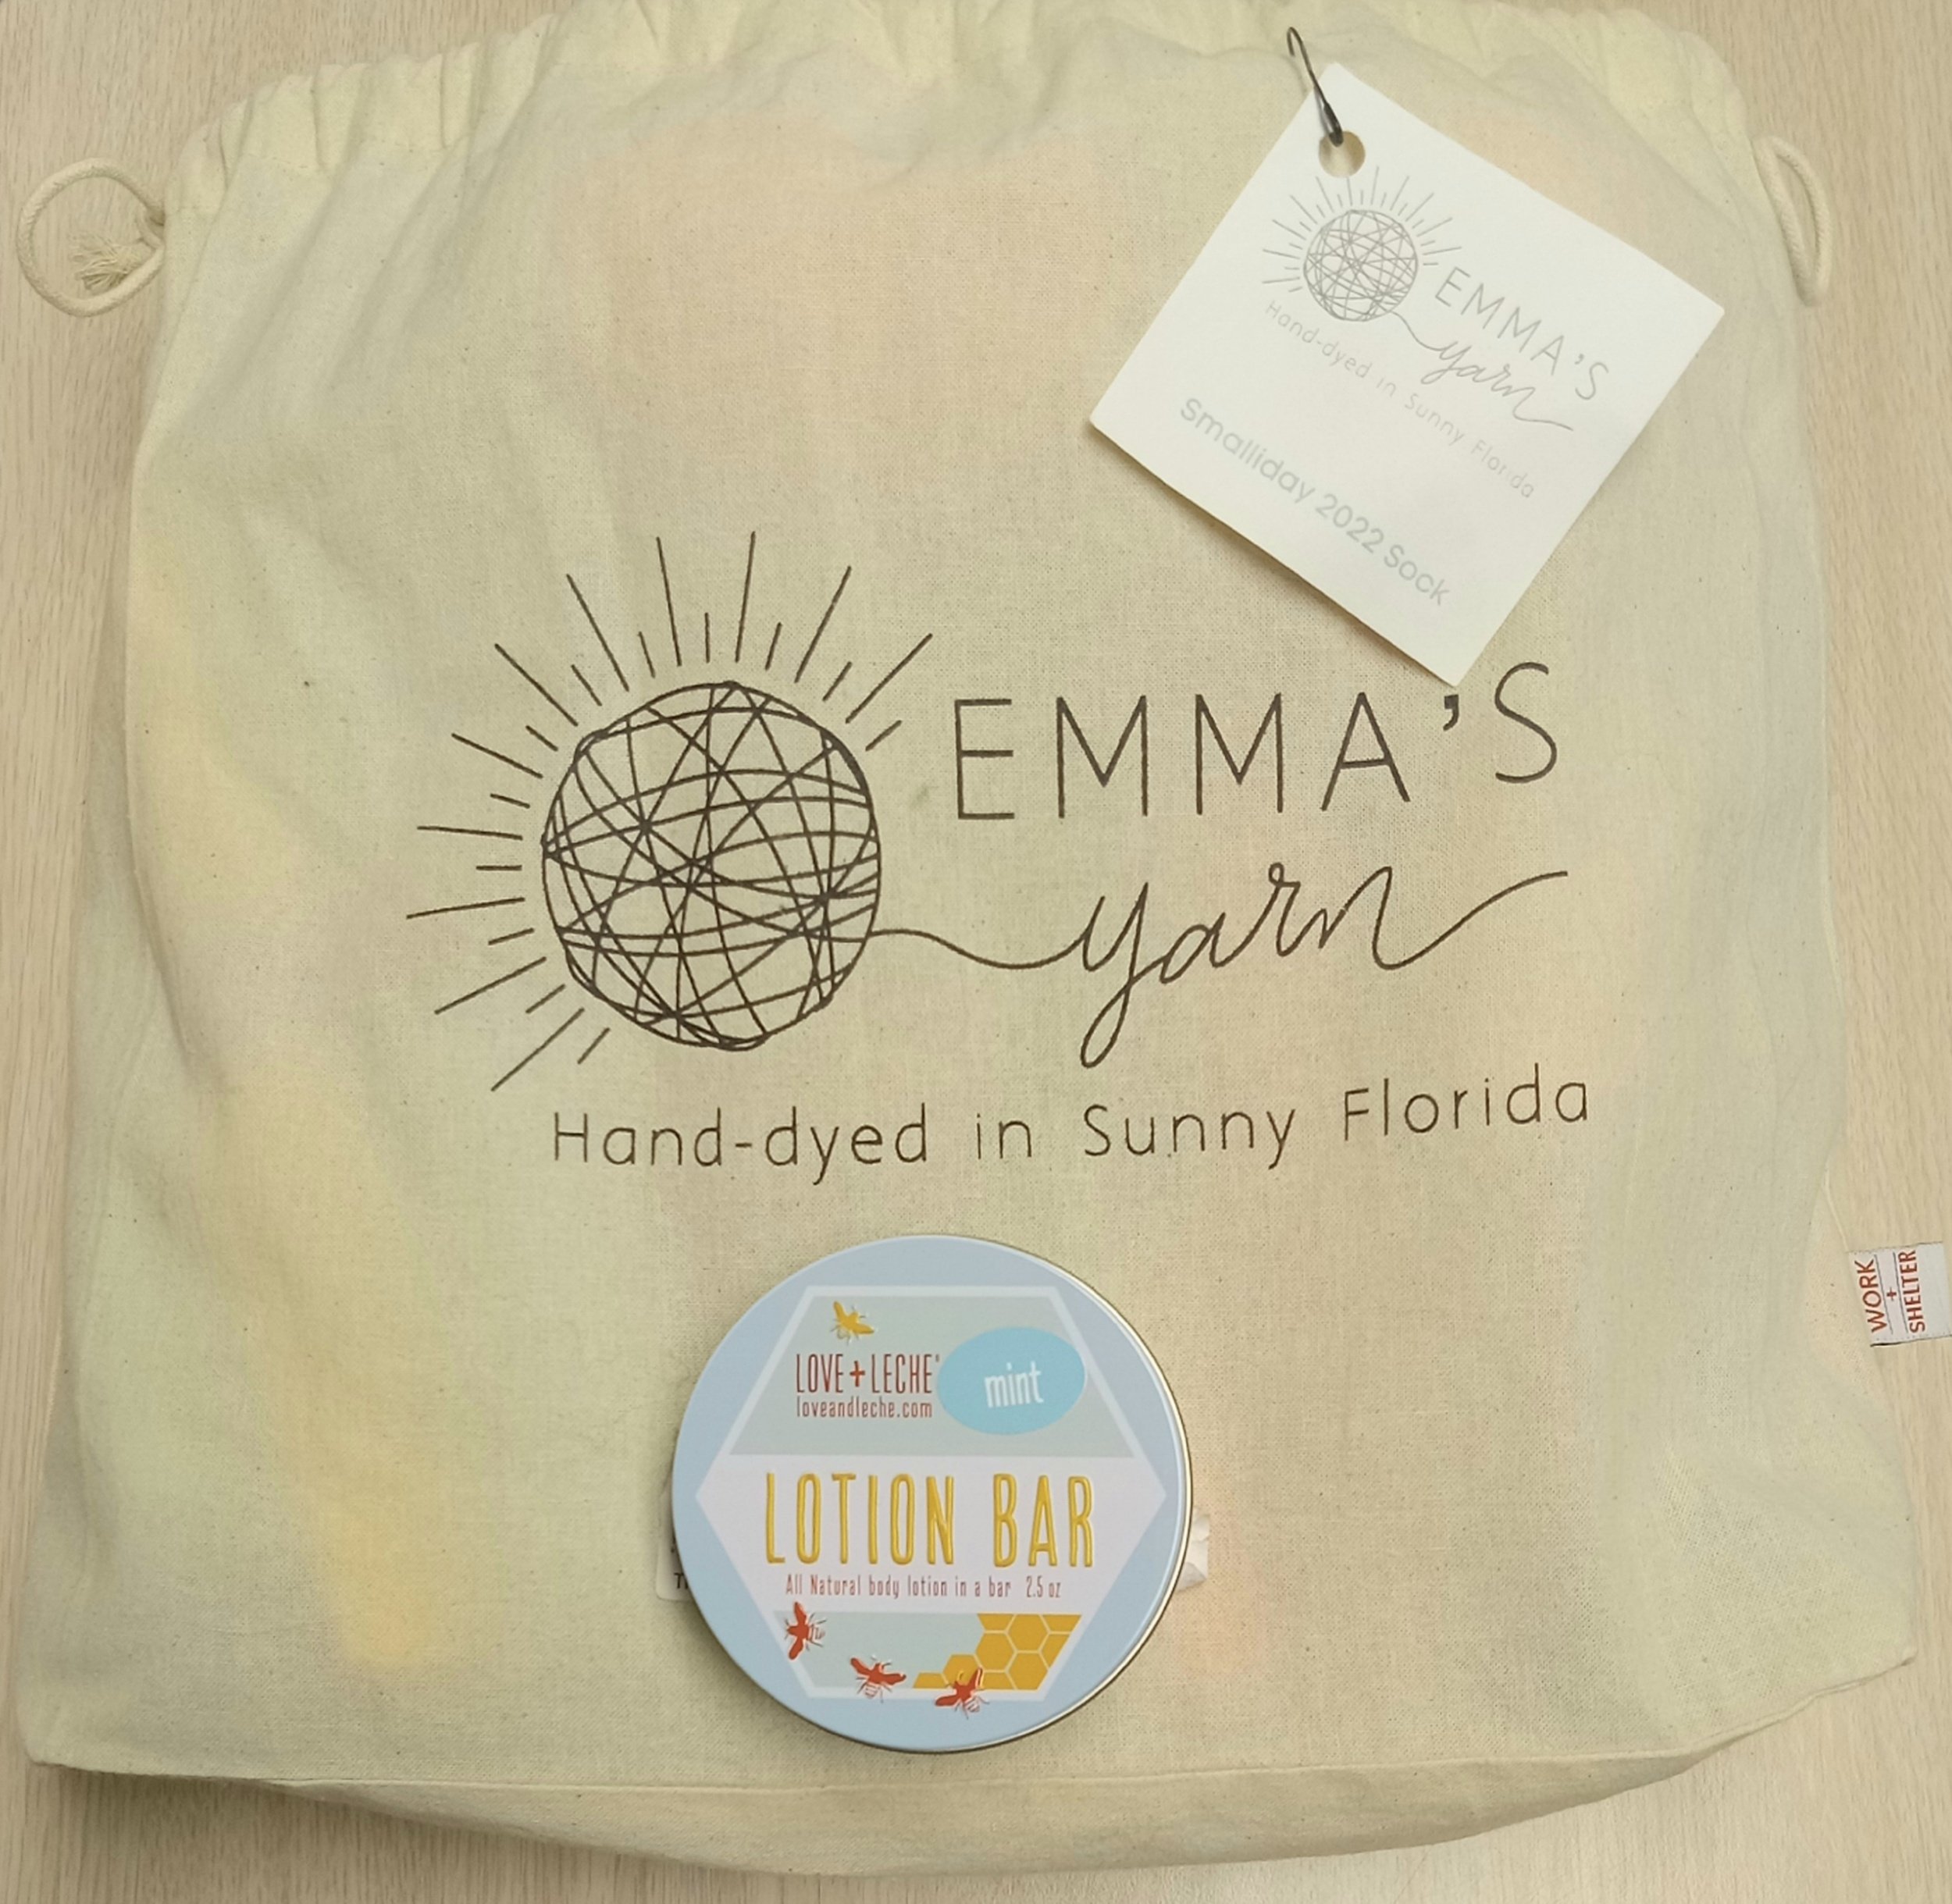 EMMA'S
yarn
Hand-dyed in Sunny Florida
Smalliday 2022 Sock
EMMA'S
yarn
Hand-dyed in Sunny Florida
WORK
+
SHELTER
LOVE+LECHE®
loveandleche.com
mint
LOTION BAR
All Natural body lotion in a bar 2.5 oz